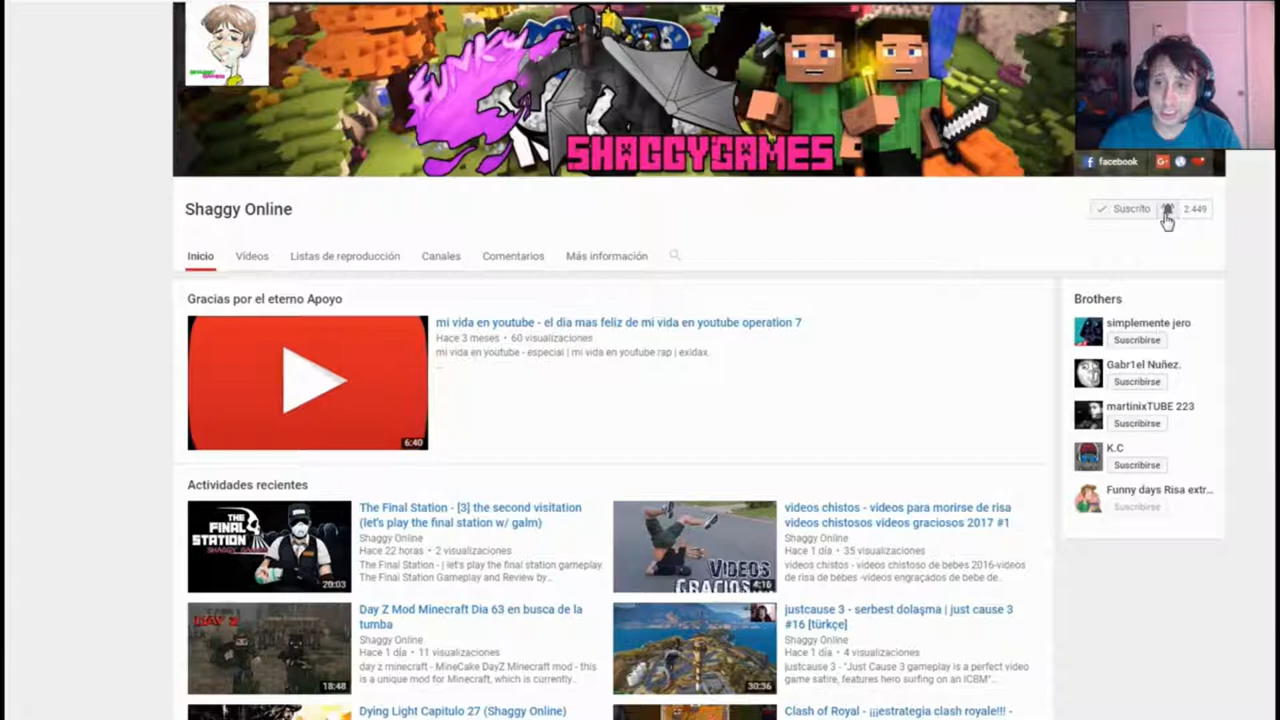 SHAGGYGAMES
facebook
Shaggy Online
Suscrito 2.449
Inicio Vídeos Listas de reproducción Canales Comentarios Más información
Gracias por el eterno Apoyo
mi vida en youtube - el dia mas feliz de mi vida en youtube operation 7
Hace 3 meses • 60 visualizaciones
mi vida en youtube - especial | mi vida en youtube rap | exidax.
...
6:40
Brothers
simplemente jero
Suscribirse
Gabr1el Nuñez.
Suscribirse
martinixTUBE 223
Suscribirse
K.C
Suscribirse
Funny days Risa extr...
Suscribirse
Actividades recientes
THE
FINAL
STATION
20:03
The Final Station - [3] the second visitation
(let's play the final station w/ galm)
Shaggy Online
Hace 22 horas • 2 visualizaciones
The Final Station - | let's play the final station gameplay.
The Final Station Gameplay and Review by...
VIDEOS
GRACIOSOS
4:16
videos chistos - videos para morirse de risa
videos chistosos videos graciosos 2017 #1
Shaggy Online
Hace 1 día • 35 visualizaciones
videos chistos - videos chistoso de bebes 2016-videos
de risa de bebes -videos engraçados de bebe de...
DAY Z
18:48
Day Z Mod Minecraft Dia 63 en busca de la
tumba
Shaggy Online
Hace 1 día • 11 visualizaciones
day z minecraft - MineCake DayZ Minecraft mod - this
is a unique mod for Minecraft, which is currently...
30:36
justcause 3 - serbest dolaşma | just cause 3
#16 [türkçe]
Shaggy Online
Hace 1 día • 4 visualizaciones
justcause 3 - "Just Cause 3 gameplay is a perfect video
game satire, features hero surfing on an ICBM"...
Dying Light Capitulo 27 (Shaggy Online)
Clash of Royal - ¡¡¡estrategia clash royale!!! -